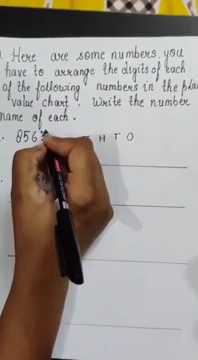 Here are some numbers, you
have to arrange the digits of each
of the following numbers in the place
value chart. Write the number
name of each.
856 H T O